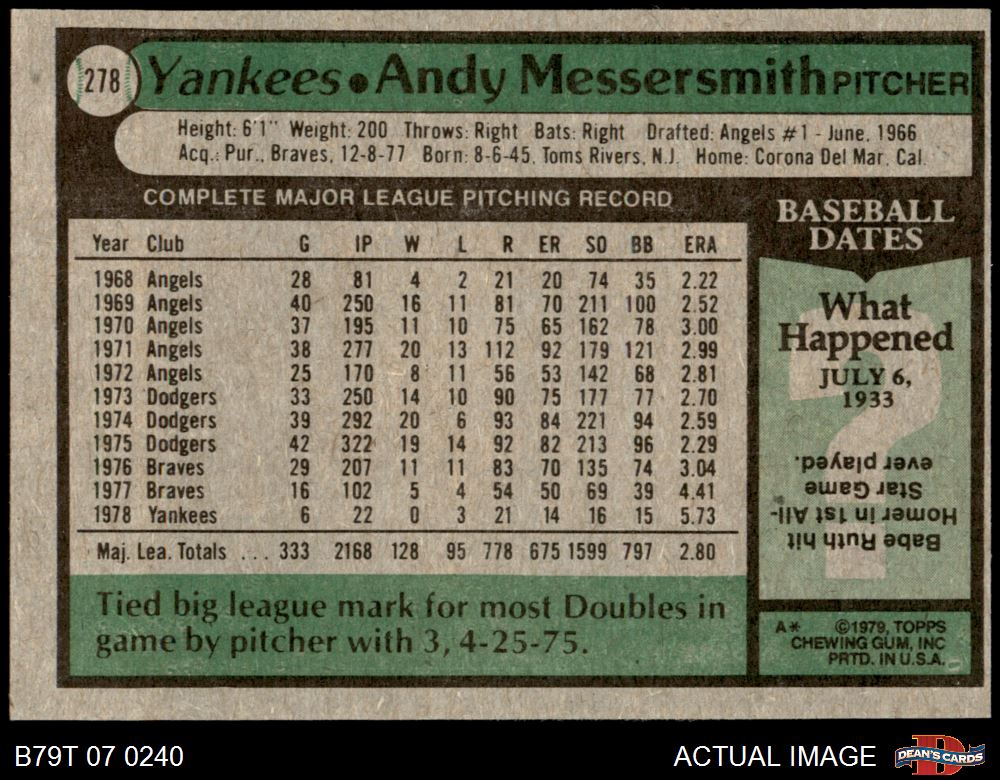 278 Yankees • Andy Messersmith PITCHER
Height: 6'1" Weight: 200 Throws: Right Bats: Right Drafted: Angels #1 - June, 1966
Acq.: Pur., Braves, 12-8-77 Born: 8-6-45, Toms Rivers, N.J. Home: Corona Del Mar, Cal.
COMPLETE MAJOR LEAGUE PITCHING RECORD
Year Club G IP W L R ER SO BB ERA
1968 Angels 28 81 4 2 21 20 74 35 2.22
1969 Angels 40 250 16 11 81 70 211 100 2.52
1970 Angels 37 195 11 10 75 65 162 78 3.00
1971 Angels 38 277 20 13 112 92 179 121 2.99
1972 Angels 25 170 8 11 56 53 142 68 2.81
1973 Dodgers 33 250 14 10 90 75 177 77 2.70
1974 Dodgers 39 292 20 6 93 84 221 94 2.59
1975 Dodgers 42 322 19 14 92 82 213 96 2.29
1976 Braves 29 207 11 11 83 70 135 74 3.04
1977 Braves 16 102 5 4 54 50 69 39 4.41
1978 Yankees 6 22 0 3 21 14 16 15 5.73
Maj. Lea. Totals ... 333 2168 128 95 778 675 1599 797 2.80
Tied big league mark for most Doubles in
game by pitcher with 3, 4-25-75.
BASEBALL
DATES
What
Happened
JULY 6,
1933
?
Babe Ruth hit
Homer in 1st All-
Star Game
ever played.
A* ©1979, TOPPS
CHEWING GUM, INC
PRTD. IN U.S.A.
B79T 07 0240
ACTUAL IMAGE
D
DEAN'S CARDS